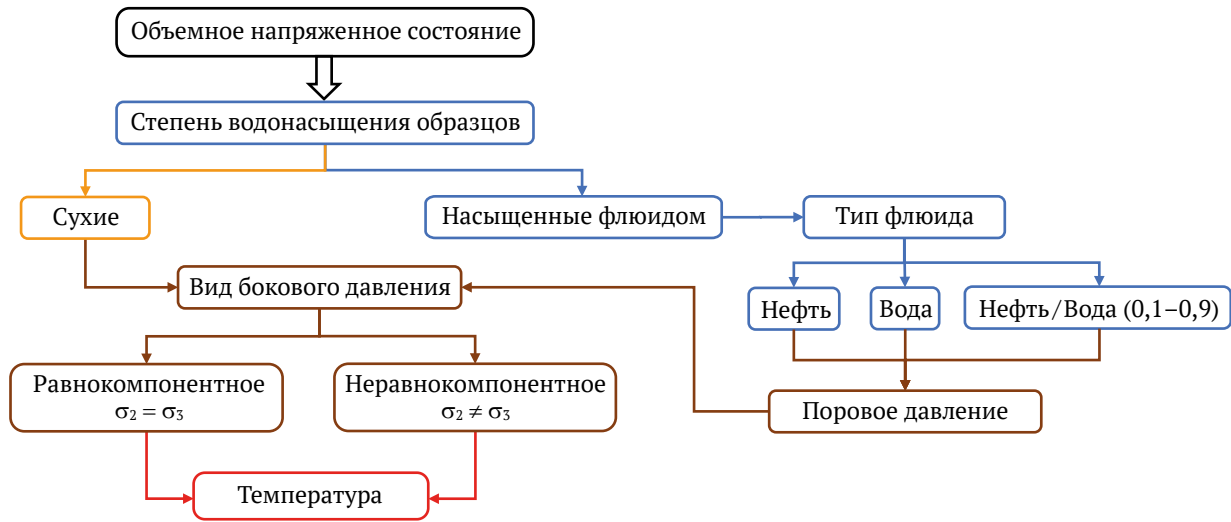 Объемное напряженное состояние
Степень водонасыщения образцов
Сухие
Насыщенные флюидом
Тип флюида
Вид бокового давления
Нефть
Вода
Нефть/Вода (0,1–0,9)
Равнокомпонентное
σ₂ = σ₃
Неравнокомпонентное
σ₂ ≠ σ₃
Поровое давление
Температура